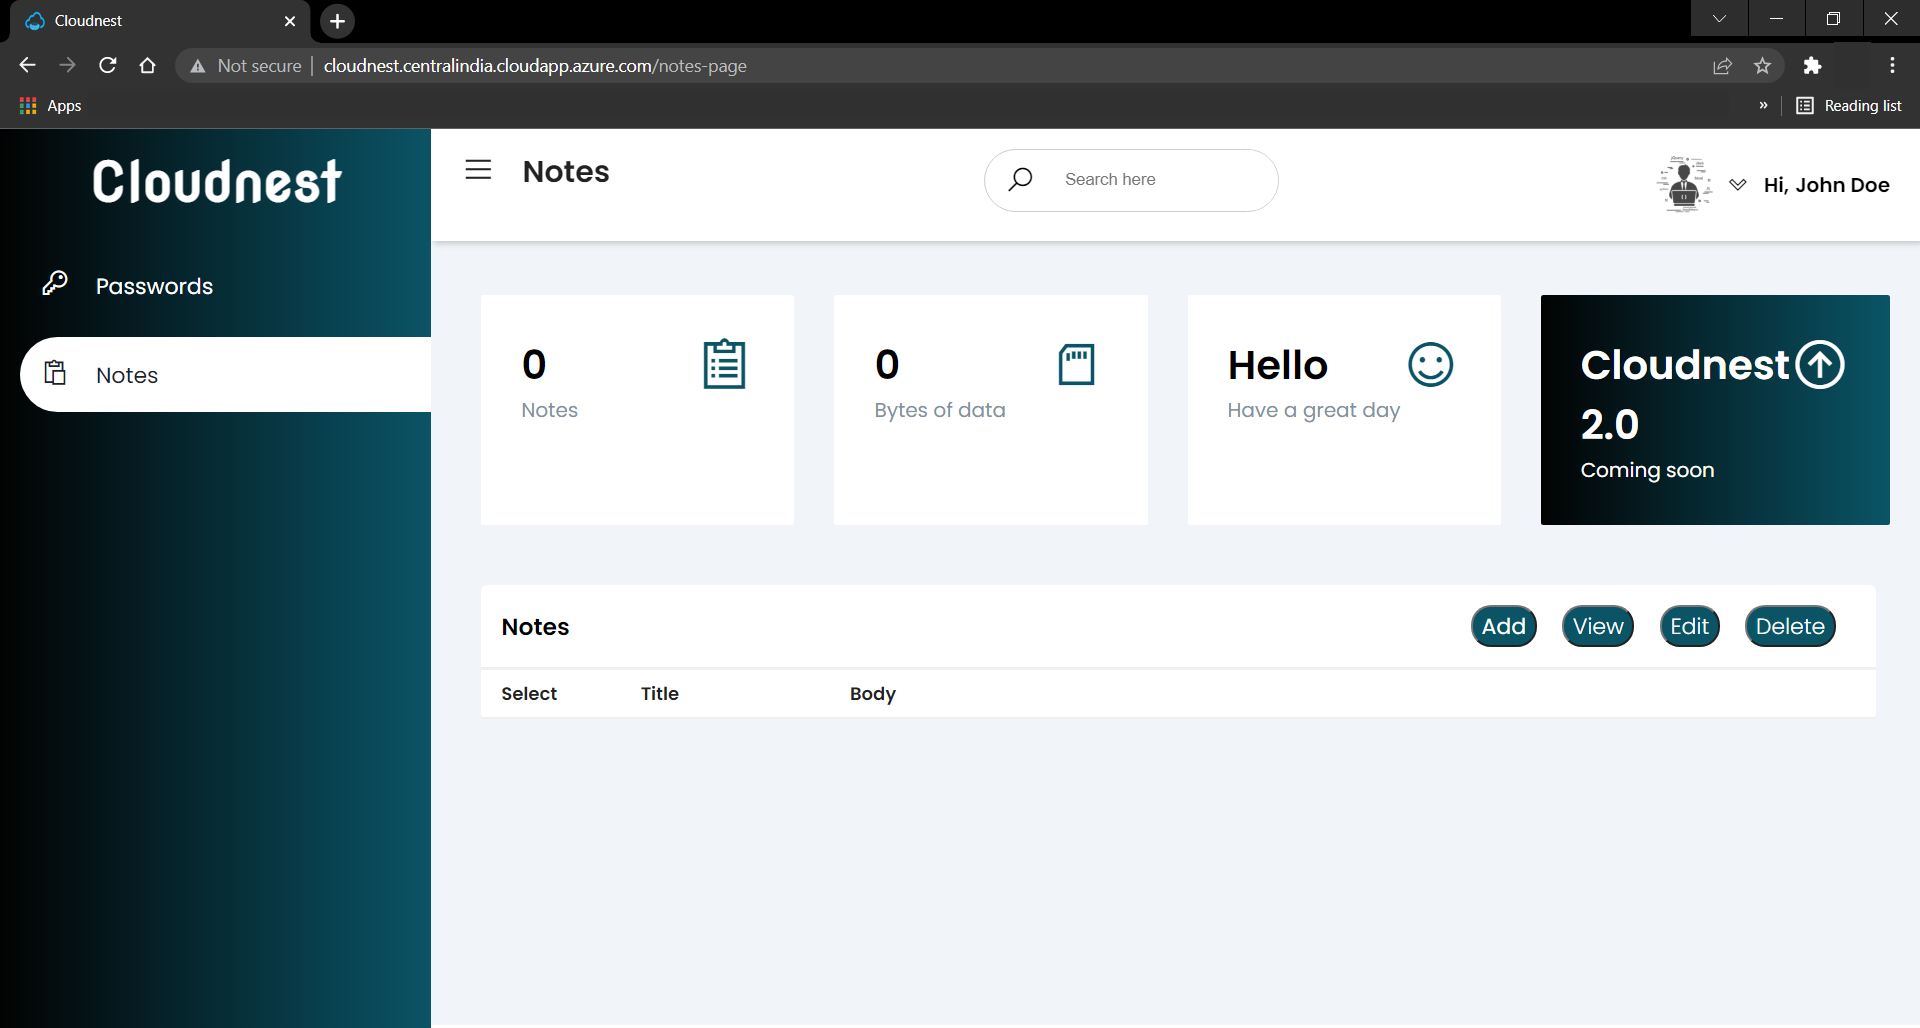 Cloudnest
Not secure
cloudnest.centralindia.cloudapp.azure.com/notes-page
Apps
»
Reading list
Cloudnest
Passwords
Notes
Notes
Search here
Hi, John Doe
0
Notes
0
Bytes of data
Hello
Have a great day
Cloudnest
2.0
Coming soon
Notes
Add
View
Edit
Delete
Select
Title
Body